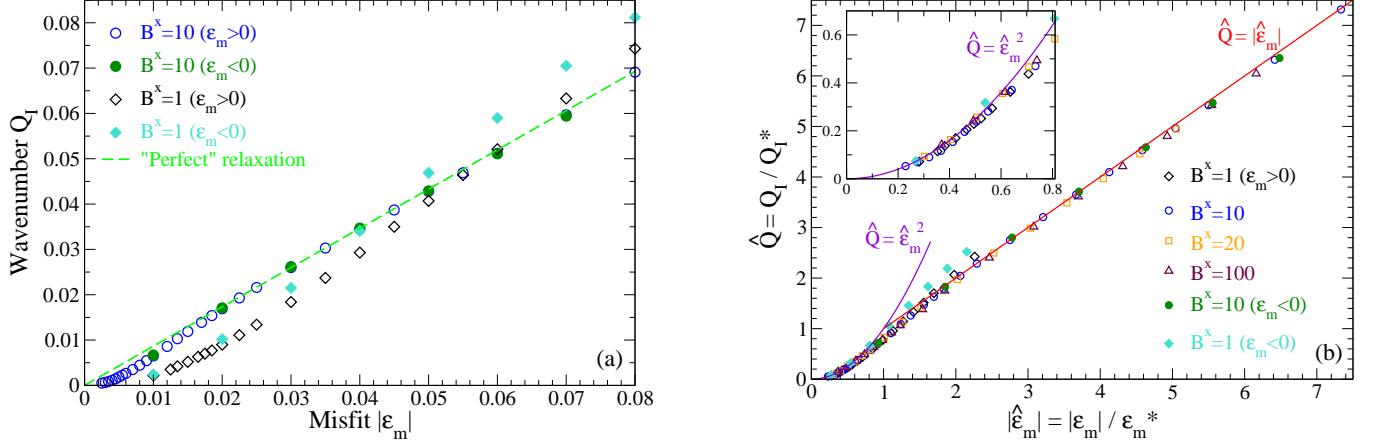 0.08
0.07
0.06
0.05
0.04
0.03
0.02
0.01
0
Wavenumber Q_I
B^x=10 (ε_m>0)
B^x=10 (ε_m<0)
B^x=1 (ε_m>0)
B^x=1 (ε_m<0)
"Perfect" relaxation
(a)
0 0.01 0.02 0.03 0.04 0.05 0.06 0.07 0.08
Misfit |ε_m|
7
6
5
4
3
2
1
0
Q̂ = Q_I / Q_I*
0.6
0.4
0.2
0
0 0.2 0.4 0.6 0.8
Q̂ = ε̂_m^2
Q̂ = |ε̂_m|
Q̂ = ε̂_m^2
B^x=1 (ε_m>0)
B^x=10
B^x=20
B^x=100
B^x=10 (ε_m<0)
B^x=1 (ε_m<0)
(b)
1 2 3 4 5 6 7
|ε̂_m| = |ε_m| / ε_m*